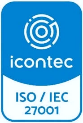 icontec
ISO / IEC
27001